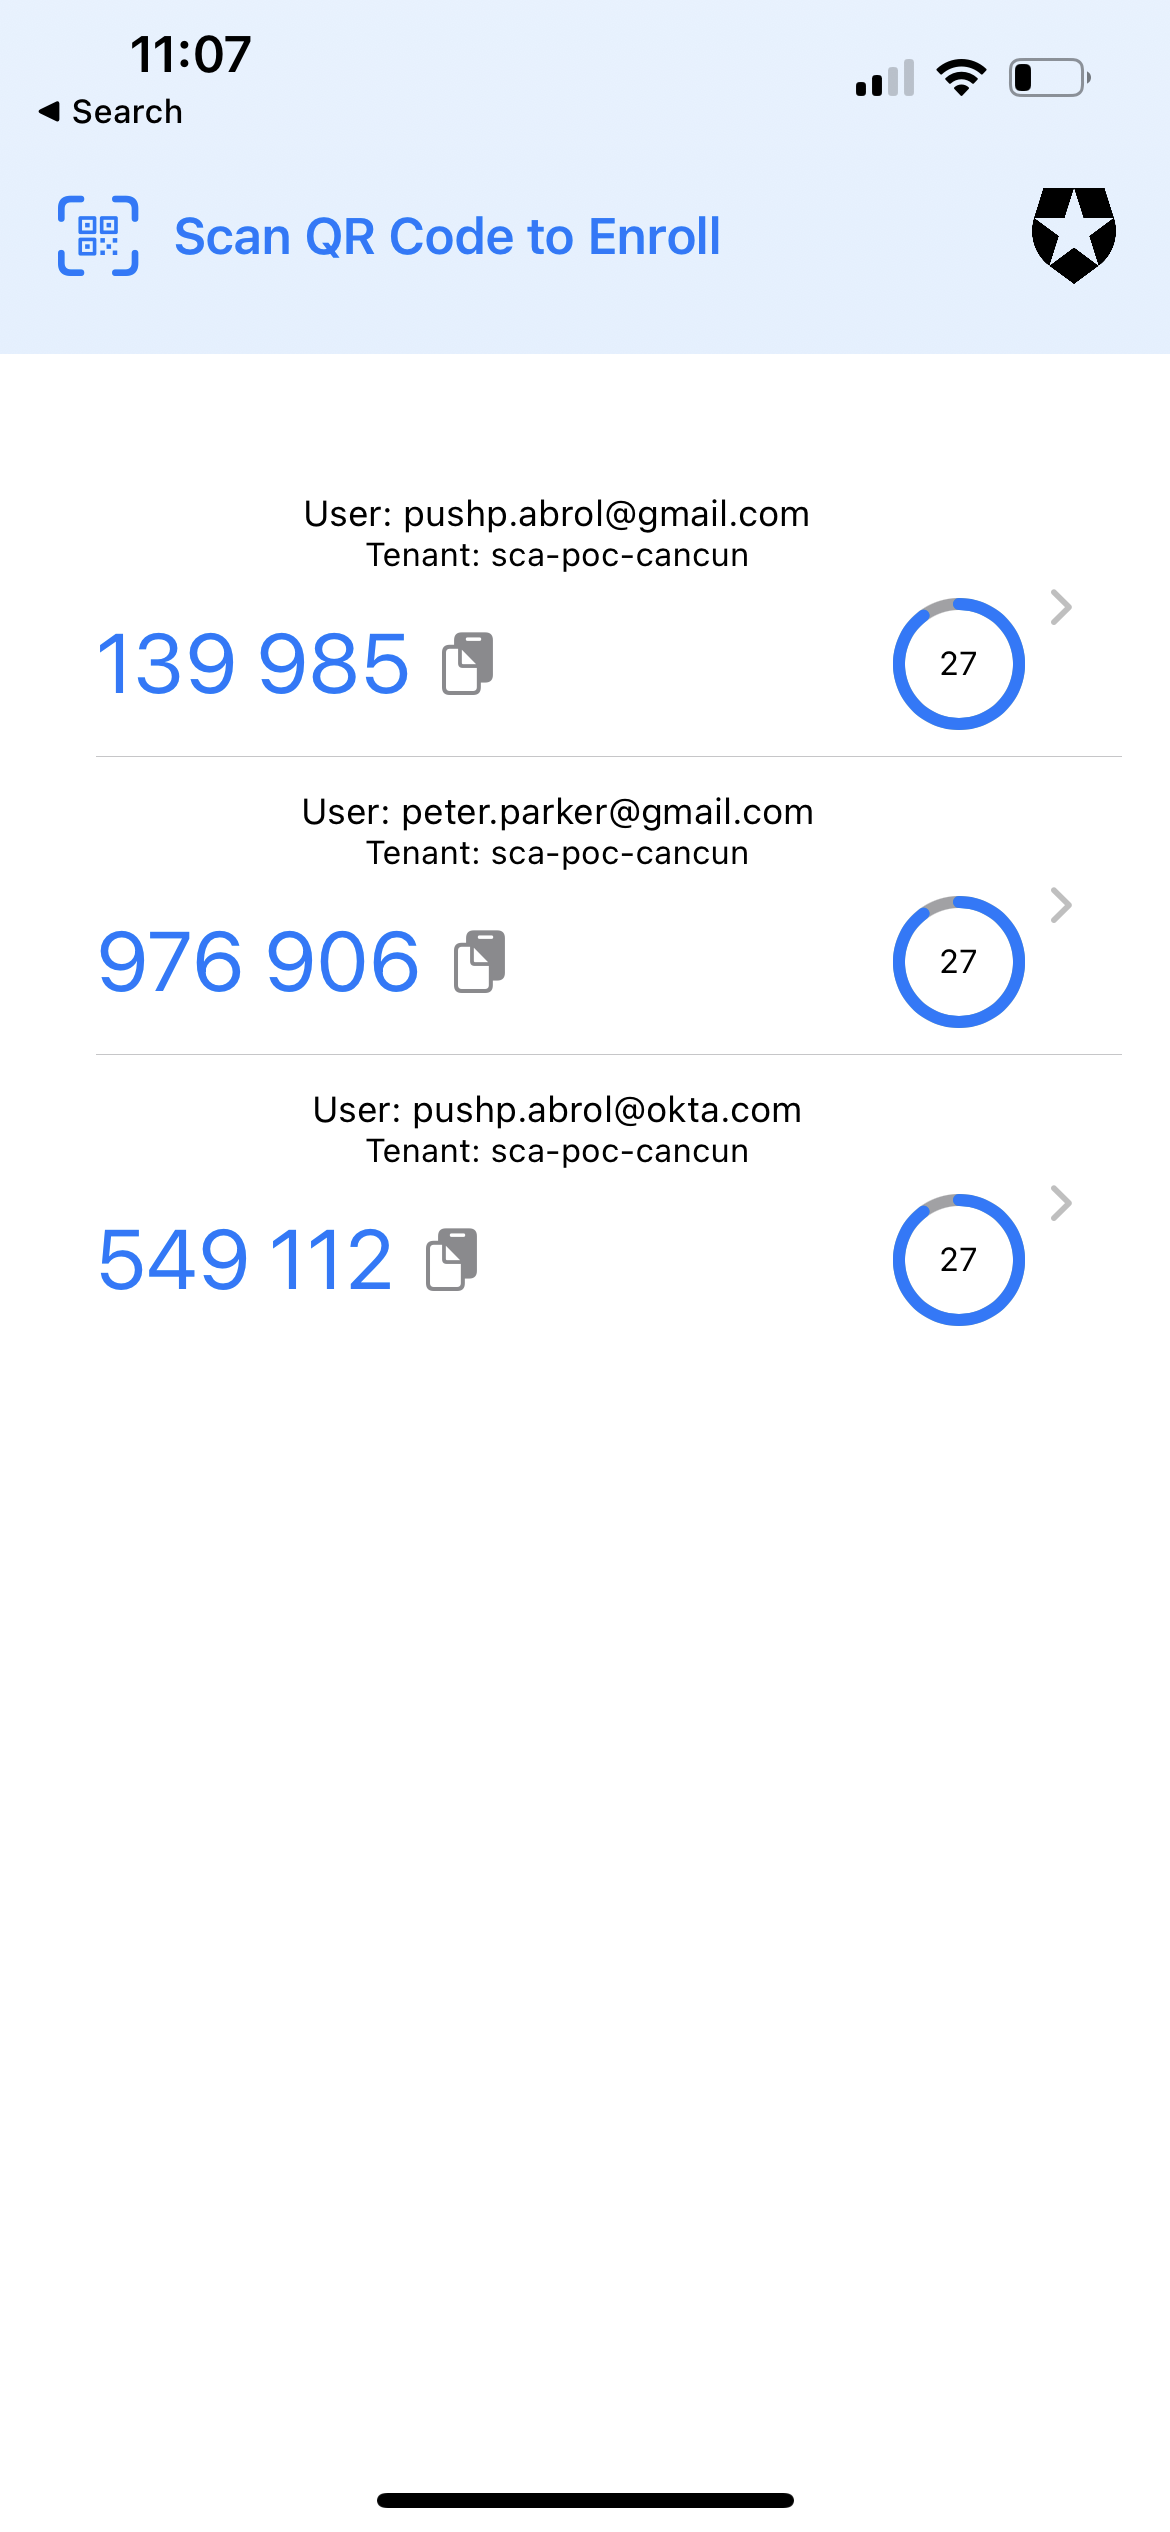 11:07
Search
Scan QR Code to Enroll
User: pushp.abrol@gmail.com
Tenant: sca-poc-cancun
139 985
27
User: peter.parker@gmail.com
Tenant: sca-poc-cancun
976 906
27
User: pushp.abrol@okta.com
Tenant: sca-poc-cancun
549 112
27